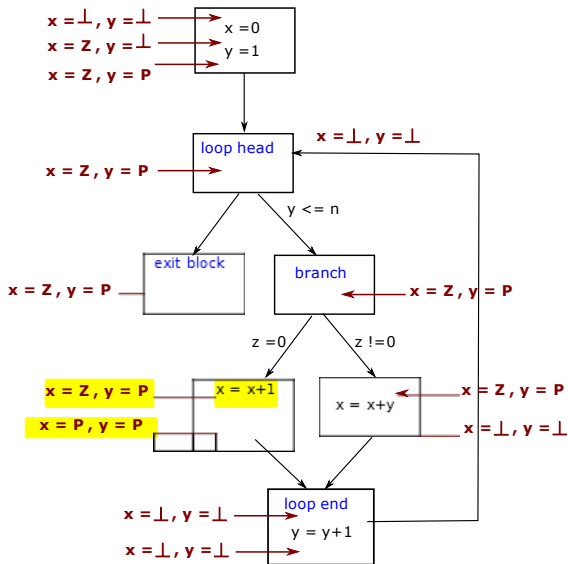 x = ⊥, y = ⊥
x = 0
x = Z, y = ⊥
y = 1
x = Z, y = P
x = ⊥, y = ⊥
loop head
x = Z, y = P
y <= n
exit block
branch
x = Z, y = P
x = Z, y = P
z =0
z !=0
x = Z, y = P
x = x+1
x = Z, y = P
x = x+y
x = P, y = P
x = ⊥, y = ⊥
loop end
x = ⊥, y = ⊥
y = y+1
x = ⊥, y = ⊥